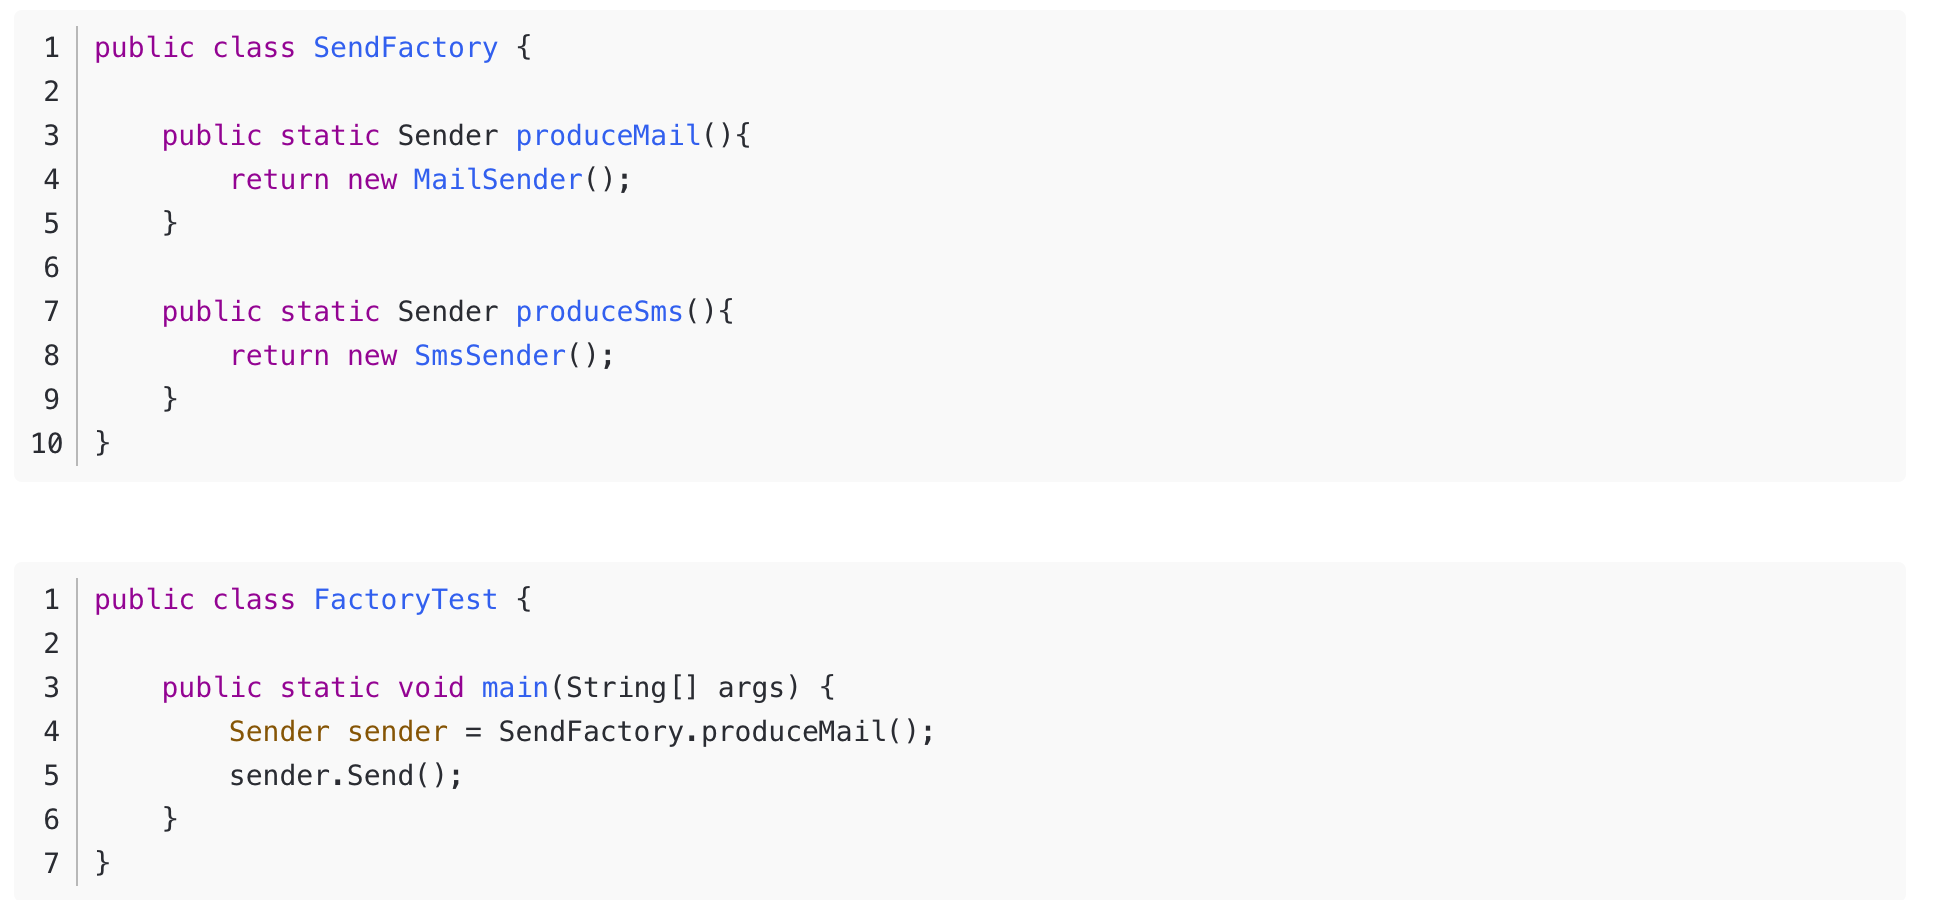 1 public class SendFactory {
2
3     public static Sender produceMail(){
4         return new MailSender();
5     }
6
7     public static Sender produceSms(){
8         return new SmsSender();
9     }
10 }
1 public class FactoryTest {
2
3     public static void main(String[] args) {
4         Sender sender = SendFactory.produceMail();
5         sender.Send();
6     }
7 }